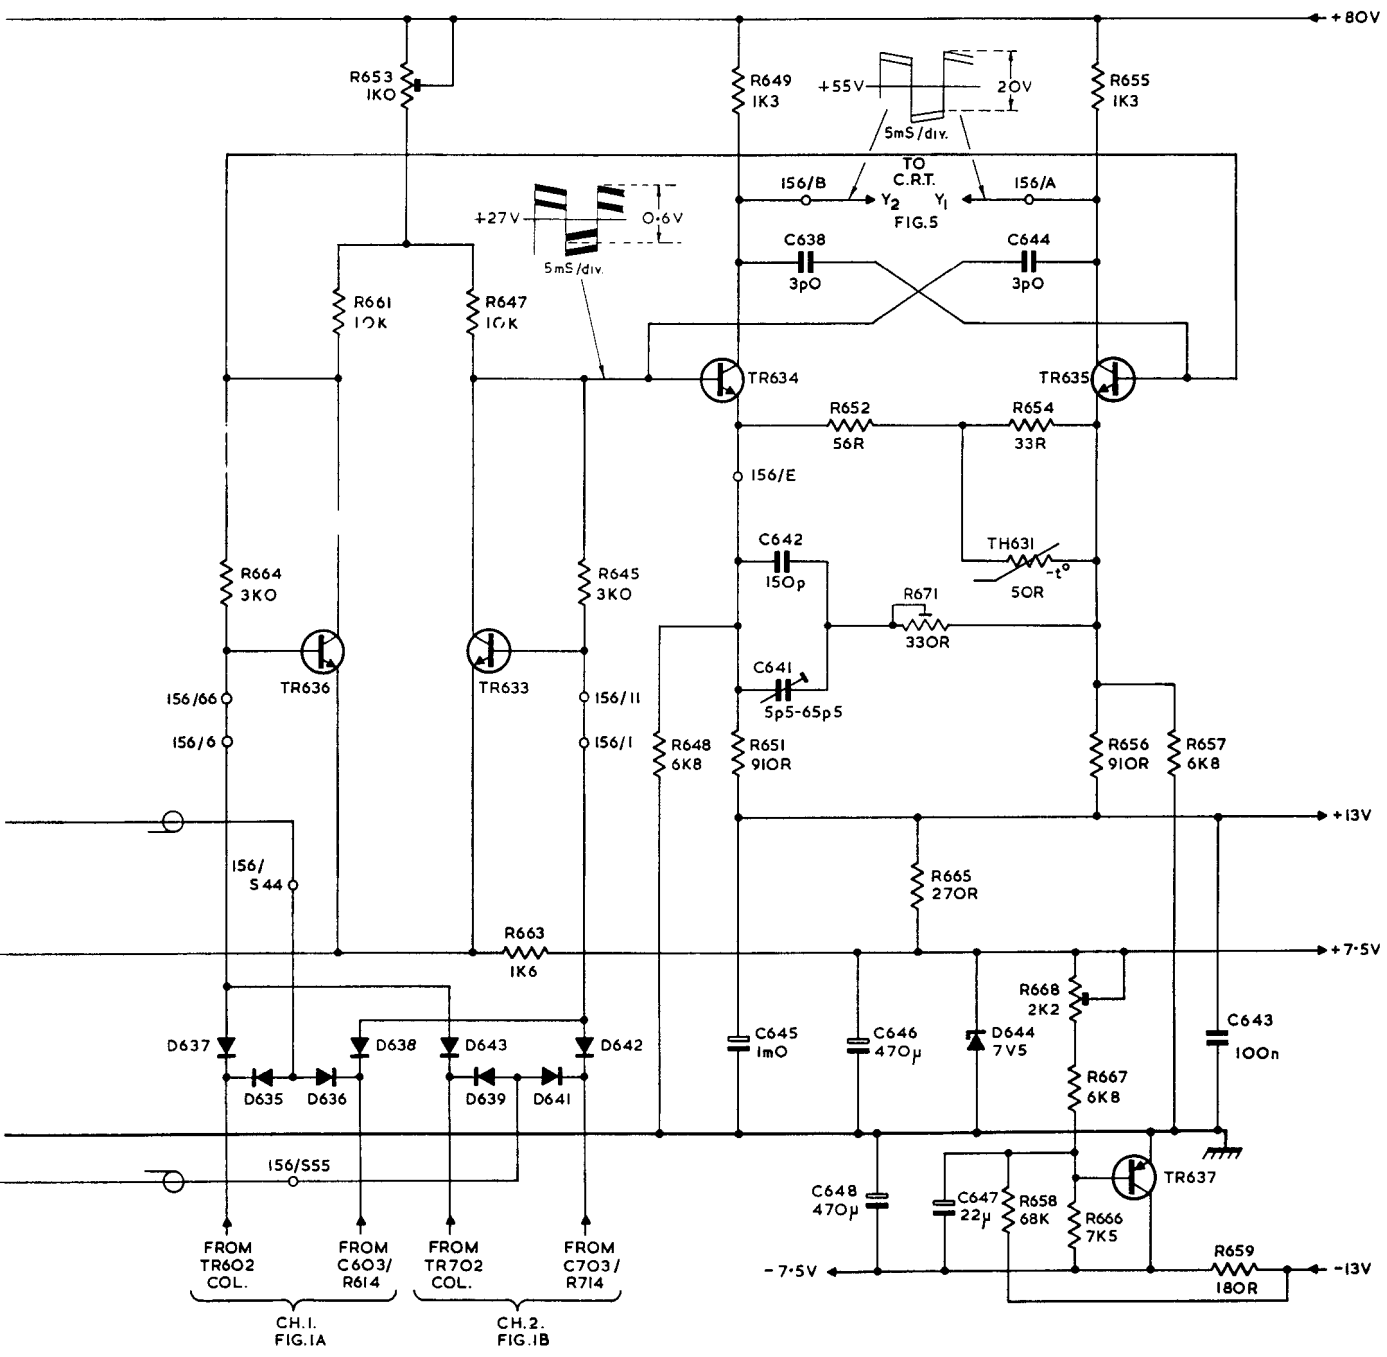 +80V
R653
1K0
R649
1K3
+55V
20V
R655
1K3
5mS/div.
TO
C.R.T.
156/B
156/A
Y2
Y1
FIG.5
+27V
0.6V
5mS/div.
C638
3p0
C644
3p0
R661
10K
R647
10K
TR634
TR635
R652
56R
R654
33R
156/E
C642
150p
TH631
-t°
50R
R664
3K0
R645
3K0
R671
330R
C641
5p5-65p5
TR636
TR633
156/66
156/11
156/6
156/1
R648
6K8
R651
910R
R656
910R
R657
6K8
+13V
156/
S44
R665
270R
R663
1K6
+7.5V
R668
2K2
D637
D638
D643
D642
C645
1m0
C646
470µ
D644
7V5
C643
100n
D635
D636
D639
D641
R667
6K8
156/S55
TR637
C648
470µ
C647
22µ
R658
68K
R666
7K5
R659
180R
-7.5V
-13V
FROM
TR602
COL.
FROM
C603/
R614
FROM
TR702
COL.
FROM
C703/
R714
CH.1.
FIG.1A
CH.2.
FIG.1B